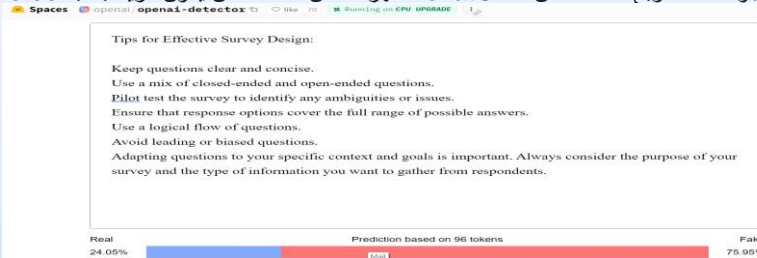 Spaces openai/openai-detector like 70 Running on CPU UPGRADE
Tips for Effective Survey Design:
Keep questions clear and concise.
Use a mix of closed-ended and open-ended questions.
Pilot test the survey to identify any ambiguities or issues.
Ensure that response options cover the full range of possible answers.
Use a logical flow of questions.
Avoid leading or biased questions.
Adapting questions to your specific context and goals is important. Always consider the purpose of your
survey and the type of information you want to gather from respondents.
Real Prediction based on 96 tokens
24.05% Mail